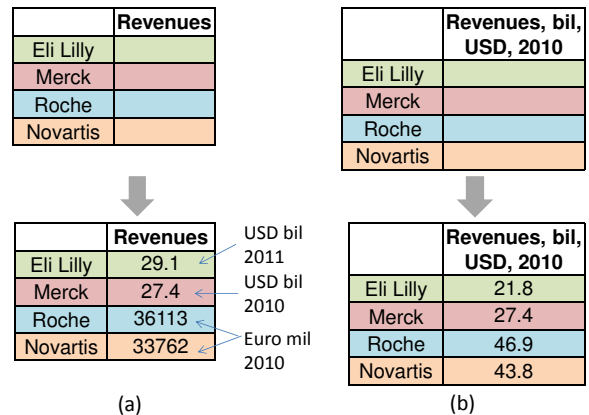 Revenues
Eli Lilly
Merck
Roche
Novartis
Revenues
Eli Lilly 29.1
Merck 27.4
Roche 36113
Novartis 33762
USD bil
2011
USD bil
2010
Euro mil
2010
(a)
Revenues, bil,
USD, 2010
Eli Lilly
Merck
Roche
Novartis
Revenues, bil,
USD, 2010
Eli Lilly 21.8
Merck 27.4
Roche 46.9
Novartis 43.8
(b)